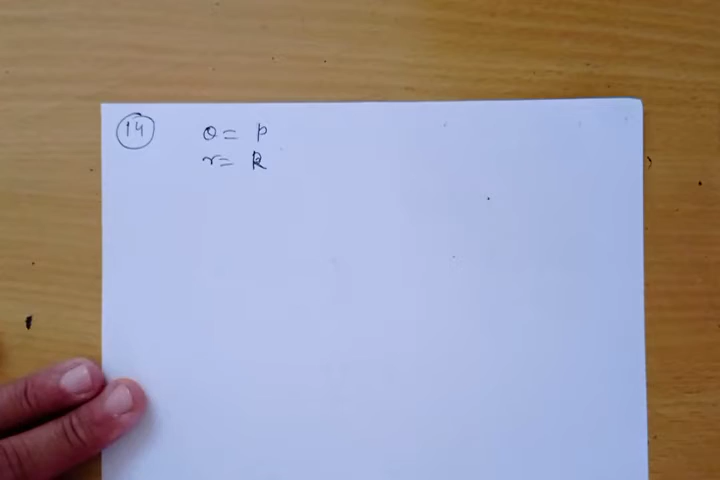 14 θ = p
r = R